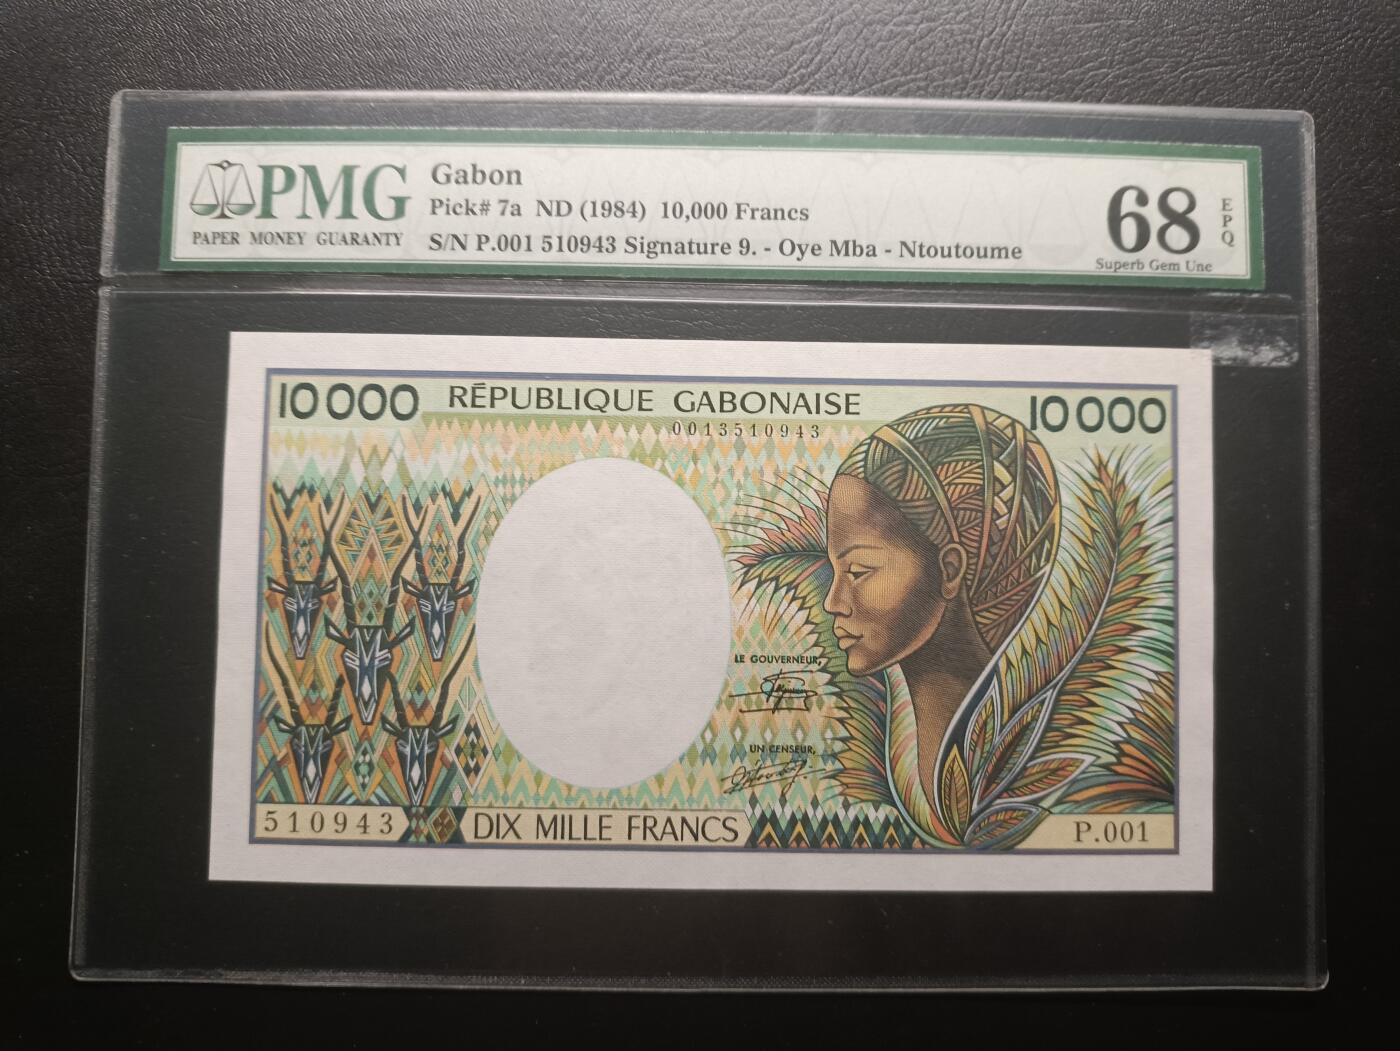 PMG
PAPER MONEY GUARANTY
Gabon
Pick# 7a ND (1984) 10,000 Francs
S/N P.001 510943 Signature 9. - Oye Mba - Ntoutoume
68
EPQ
Superb Gem Unc
10 000 RÉPUBLIQUE GABONAISE 10 000
0013510943
LE GOUVERNEUR,
UN CENSEUR,
510943 DIX MILLE FRANCS P.001